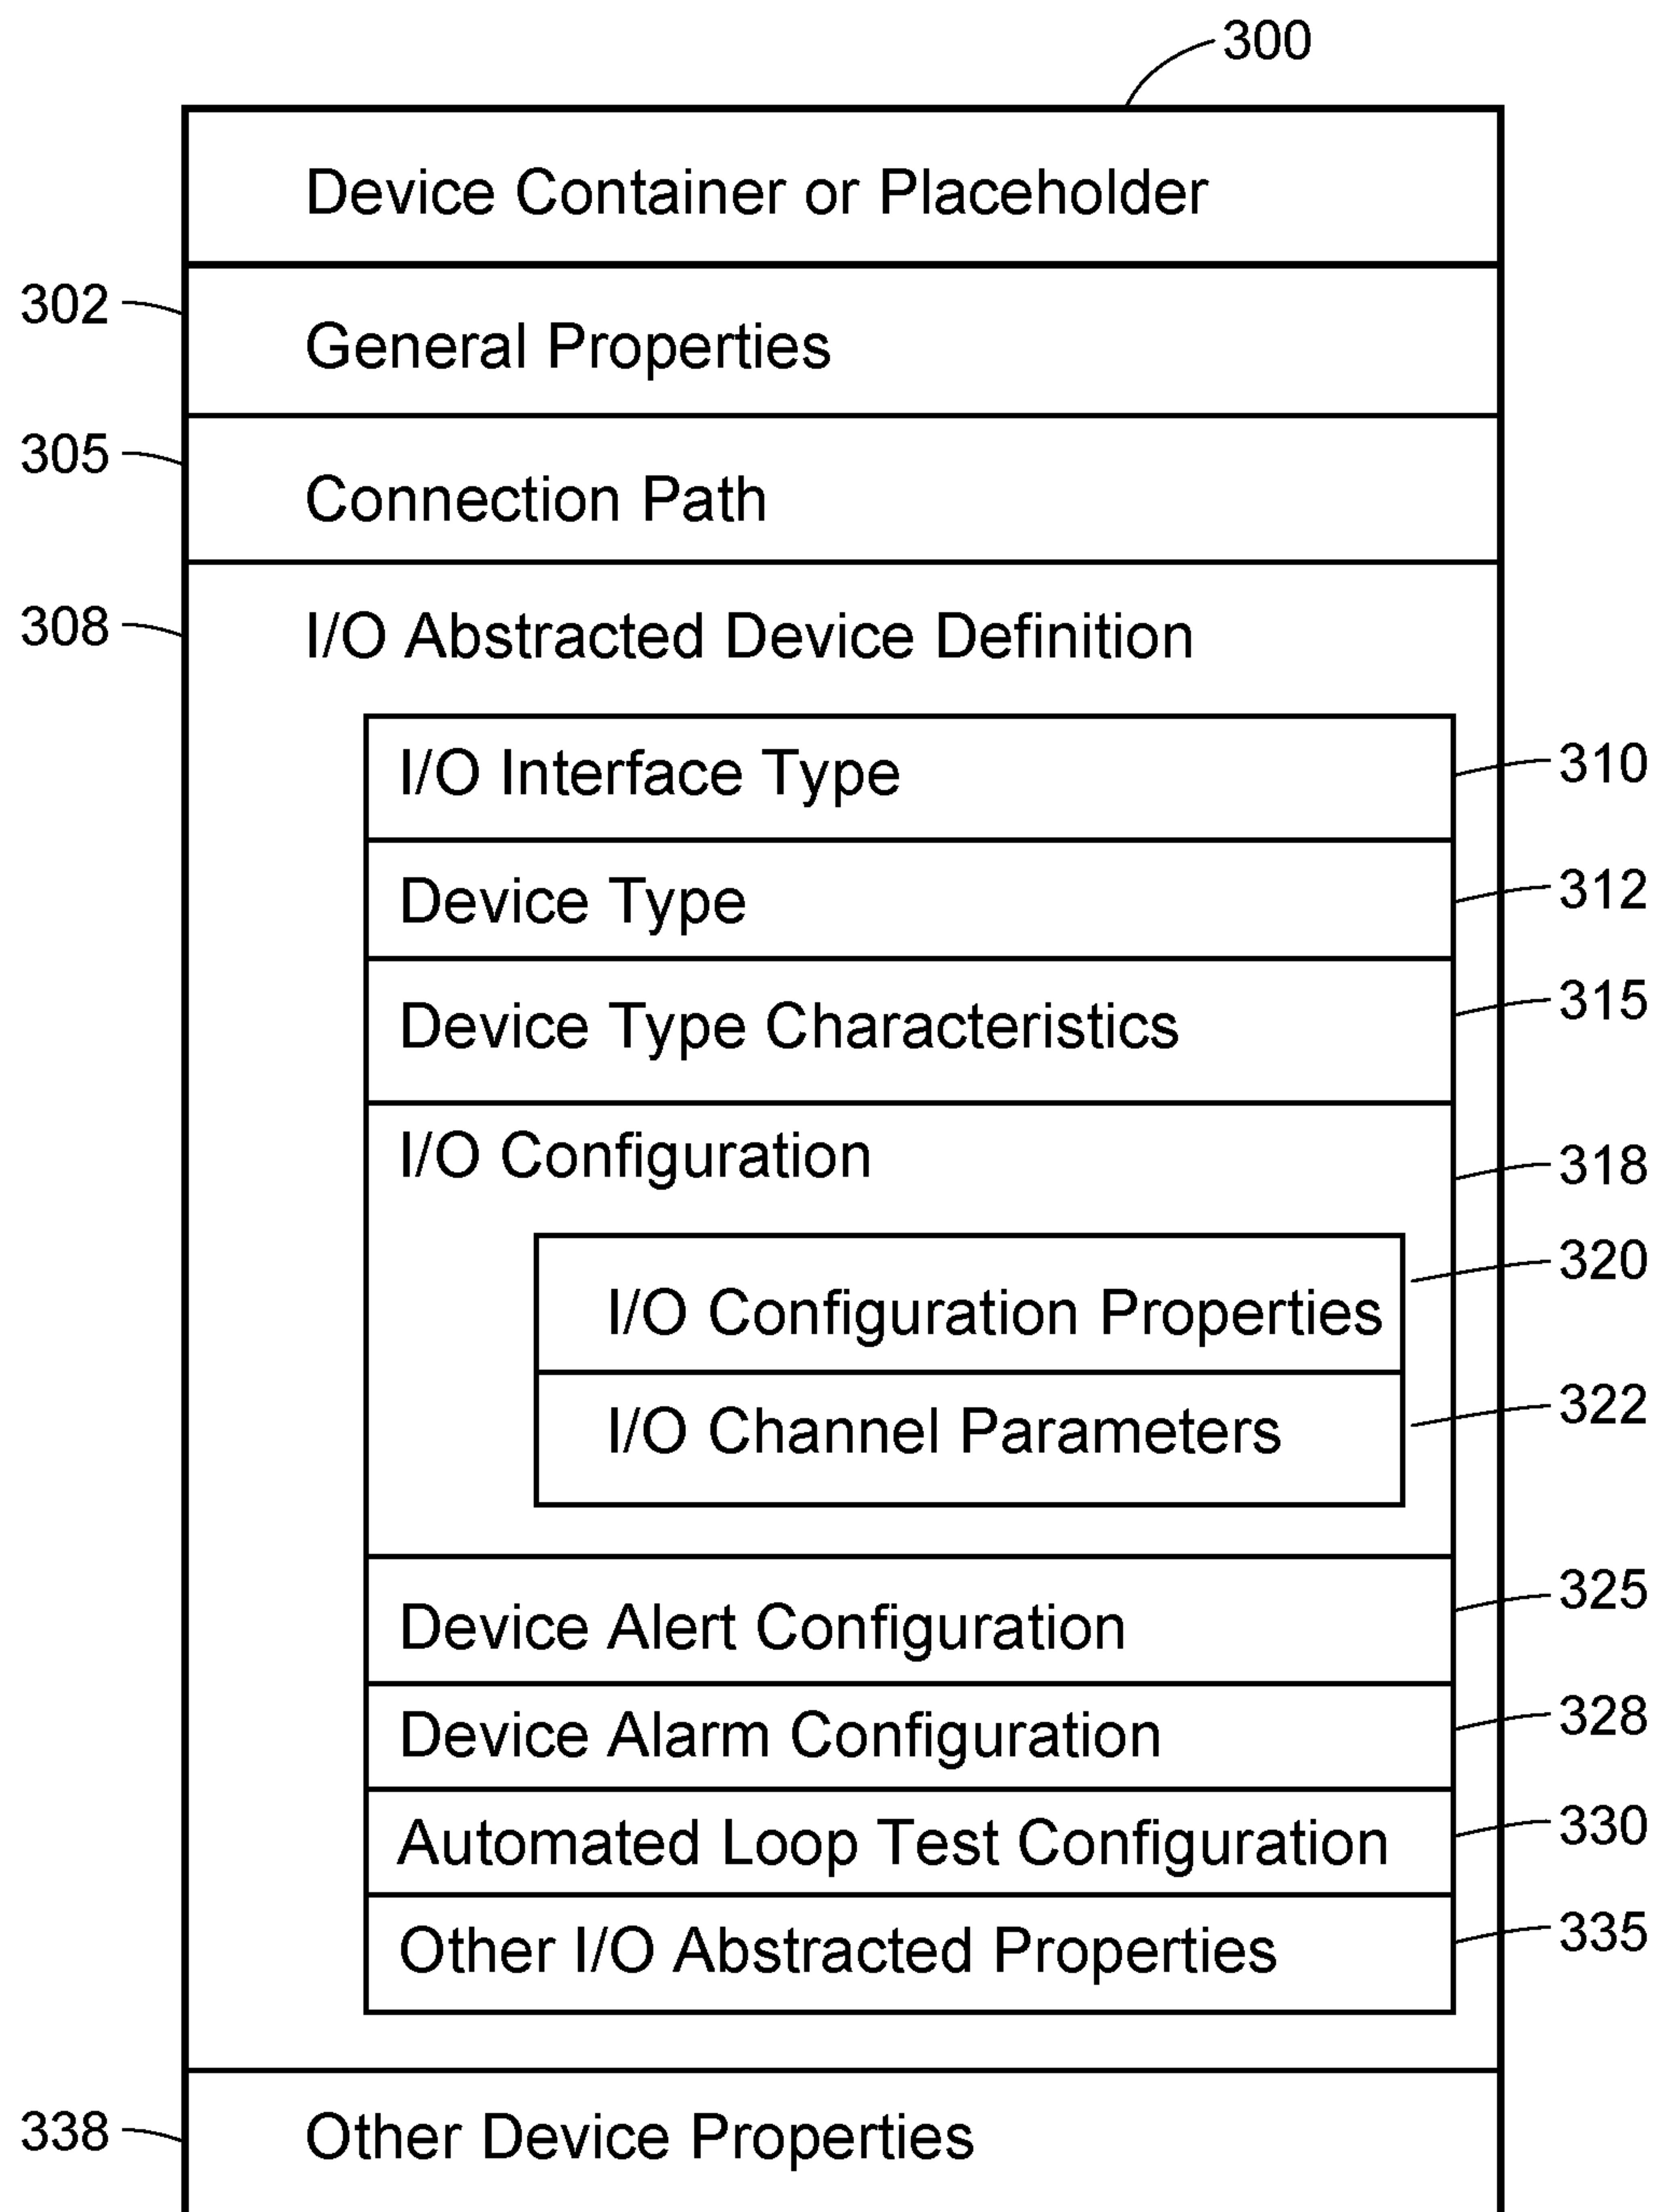 300
Device Container or Placeholder
302
General Properties
305
Connection Path
308
I/O Abstracted Device Definition
I/O Interface Type
310
Device Type
312
Device Type Characteristics
315
I/O Configuration
318
I/O Configuration Properties
320
I/O Channel Parameters
322
Device Alert Configuration
325
Device Alarm Configuration
328
Automated Loop Test Configuration
330
Other I/O Abstracted Properties
335
338
Other Device Properties